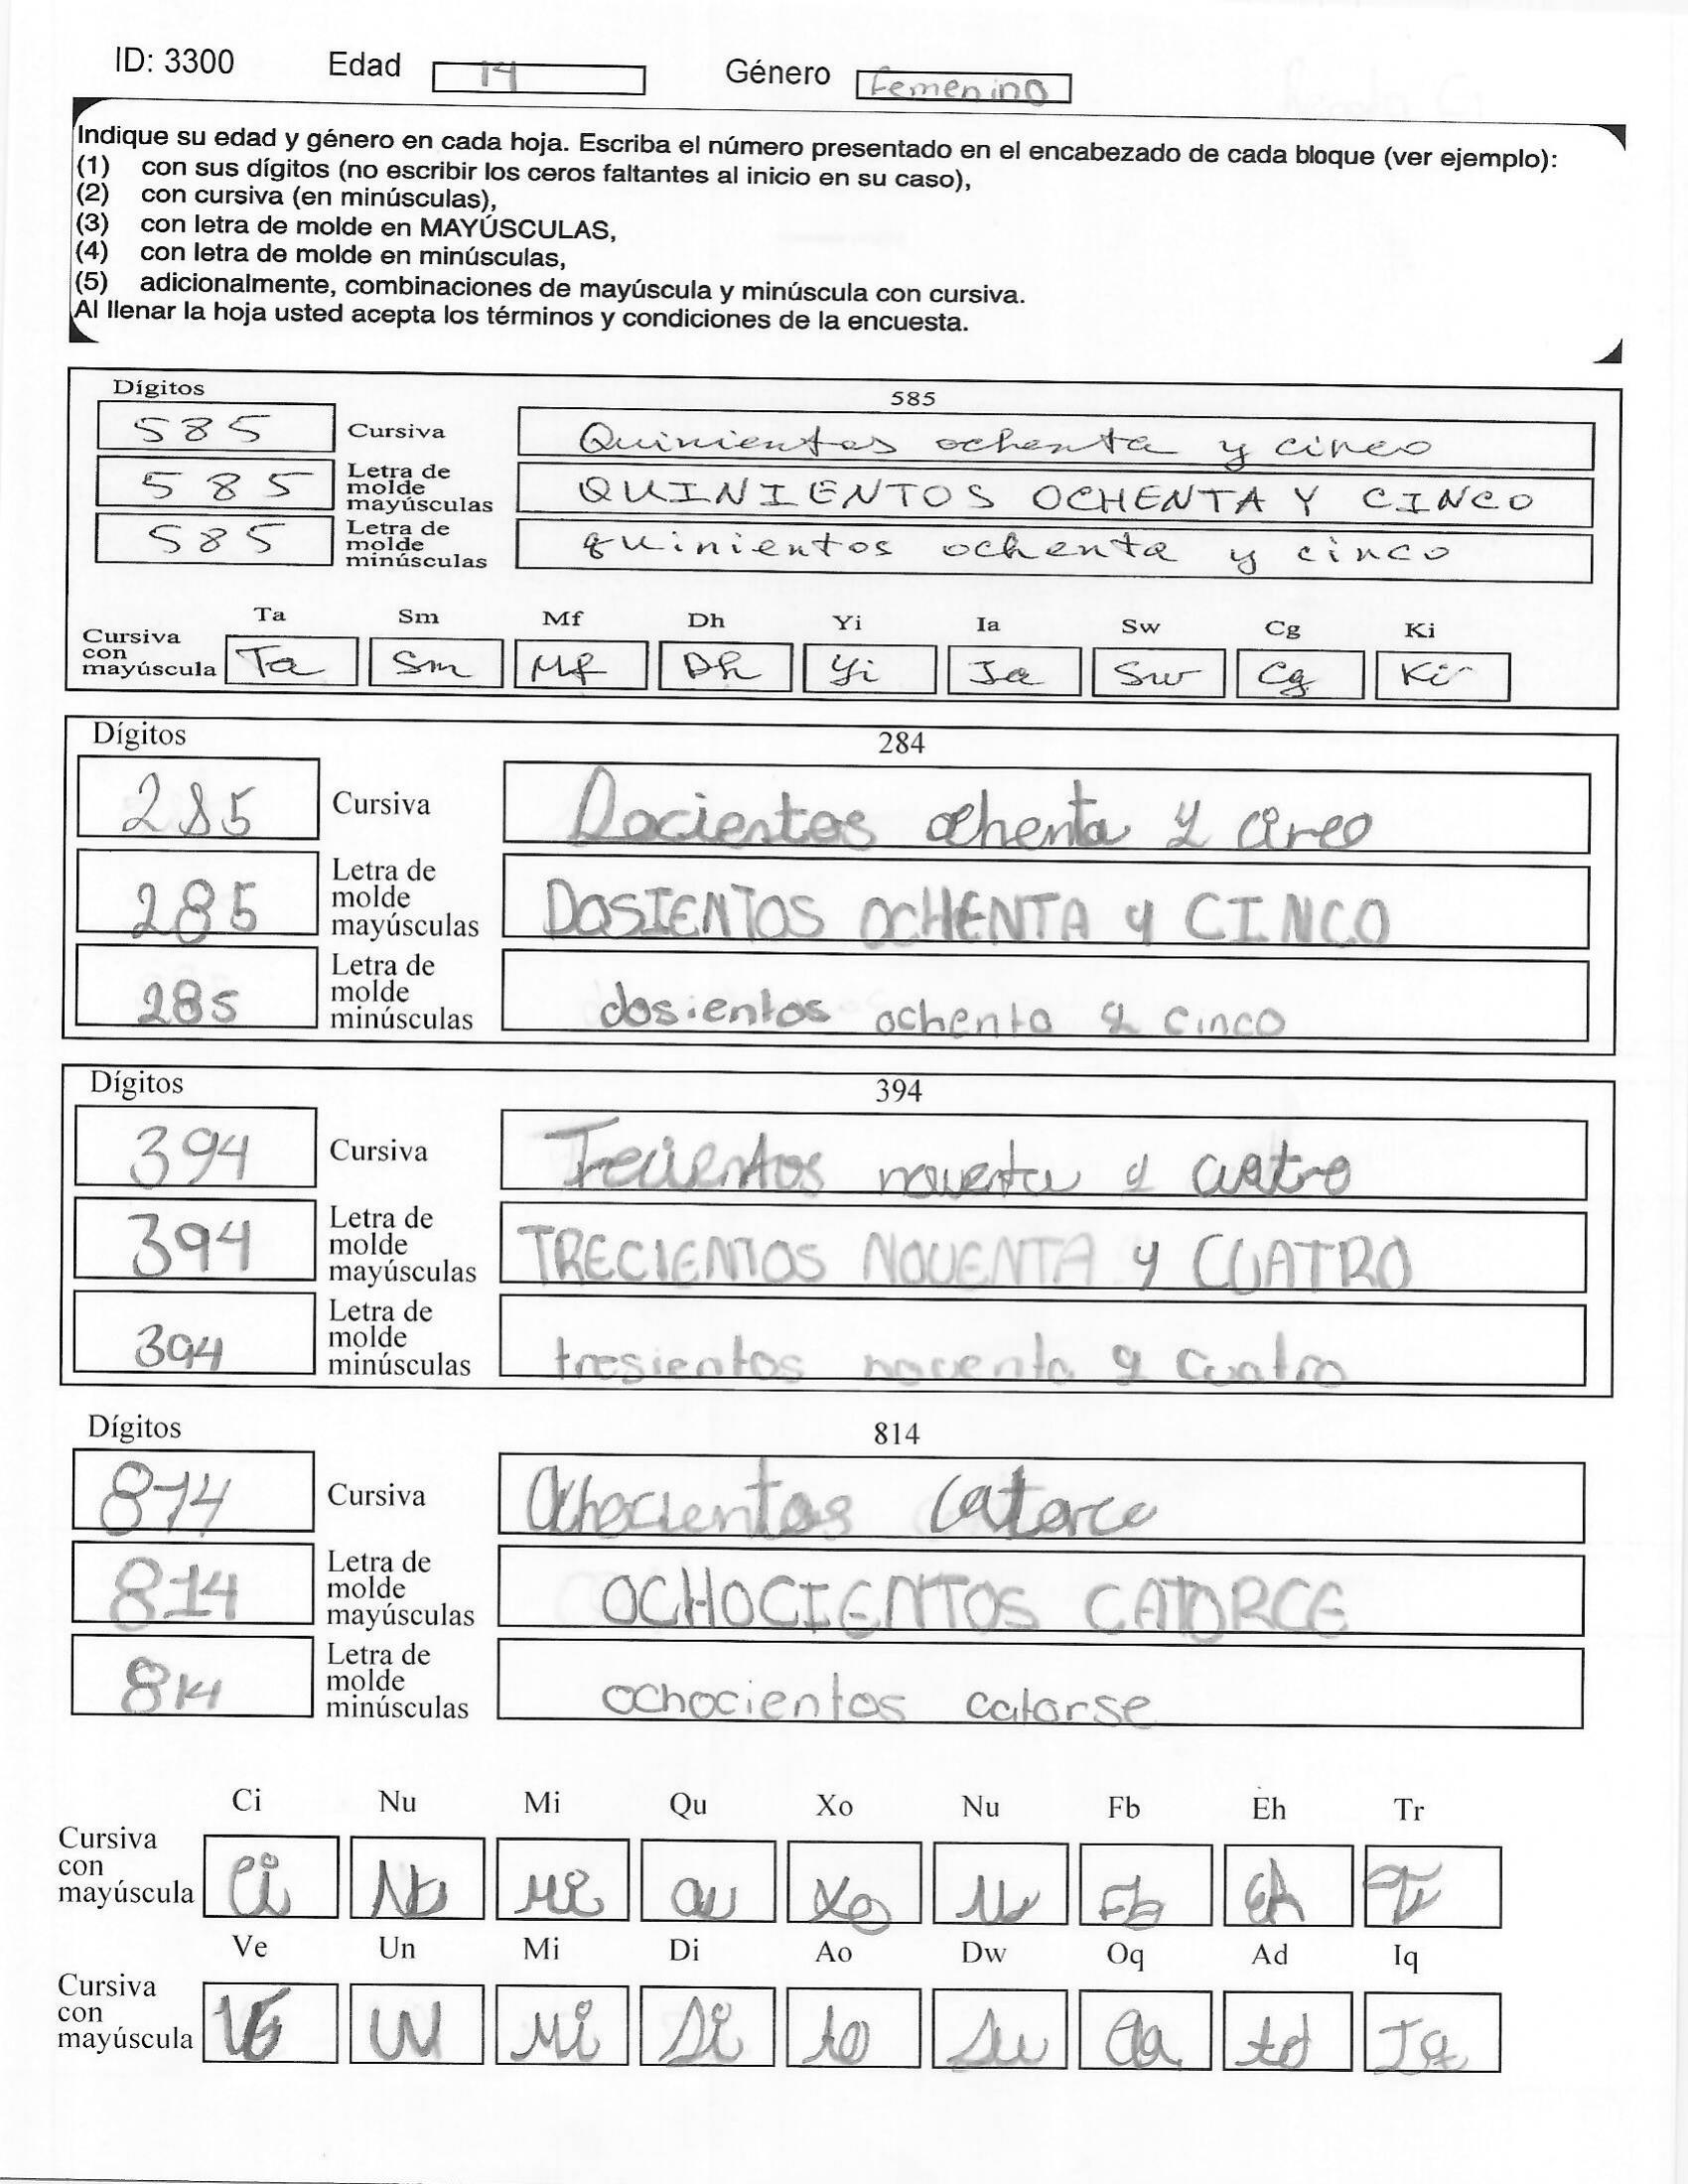 ID: 3300 Edad 14 Género femenino
Indique su edad y género en cada hoja. Escriba el número presentado en el encabezado de cada bloque (ver ejemplo):
(1) con sus dígitos (no escribir los ceros faltantes al inicio en su caso),
(2) con cursiva (en minúsculas),
(3) con letra de molde en MAYÚSCULAS,
(4) con letra de molde en minúsculas,
(5) adicionalmente, combinaciones de mayúscula y minúscula con cursiva.
Al llenar la hoja usted acepta los términos y condiciones de la encuesta.
Dígitos 585
585 Cursiva Quinientos ochenta y cinco
585 Letra de molde mayúsculas QUINIENTOS OCHENTA Y CINCO
585 Letra de molde minúsculas quinientos ochenta y cinco
Ta Sm Mf Dh Yi Ia Sw Cg Ki
Cursiva con mayúscula Ta Sm Mf Dh Yi Ia Sw Cg Ki
Dígitos 284
285 Cursiva Docientos ochenta y cinco
285 Letra de molde mayúsculas DOSIENTOS OCHENTA y CINCO
285 Letra de molde minúsculas dosientos ochenta y cinco
Dígitos 394
394 Cursiva Trecientos noventa y cuatro
394 Letra de molde mayúsculas TRECIENTOS NOVENTA y CUATRO
394 Letra de molde minúsculas tresientos noventa y cuatro
Dígitos 814
814 Cursiva Ochocientos catorce
814 Letra de molde mayúsculas OCHOCIENTOS CATORCE
814 Letra de molde minúsculas ochocientos catorse
Ci Nu Mi Qu Xo Nu Fb Eh Tr
Cursiva con mayúscula Ci Nu Mi Qu Xo Nu Fb Eh Tr
Ve Un Mi Di Ao Dw Oq Ad Iq
Cursiva con mayúscula Ve Un Mi Di Ao Dw Oq Ad Iq